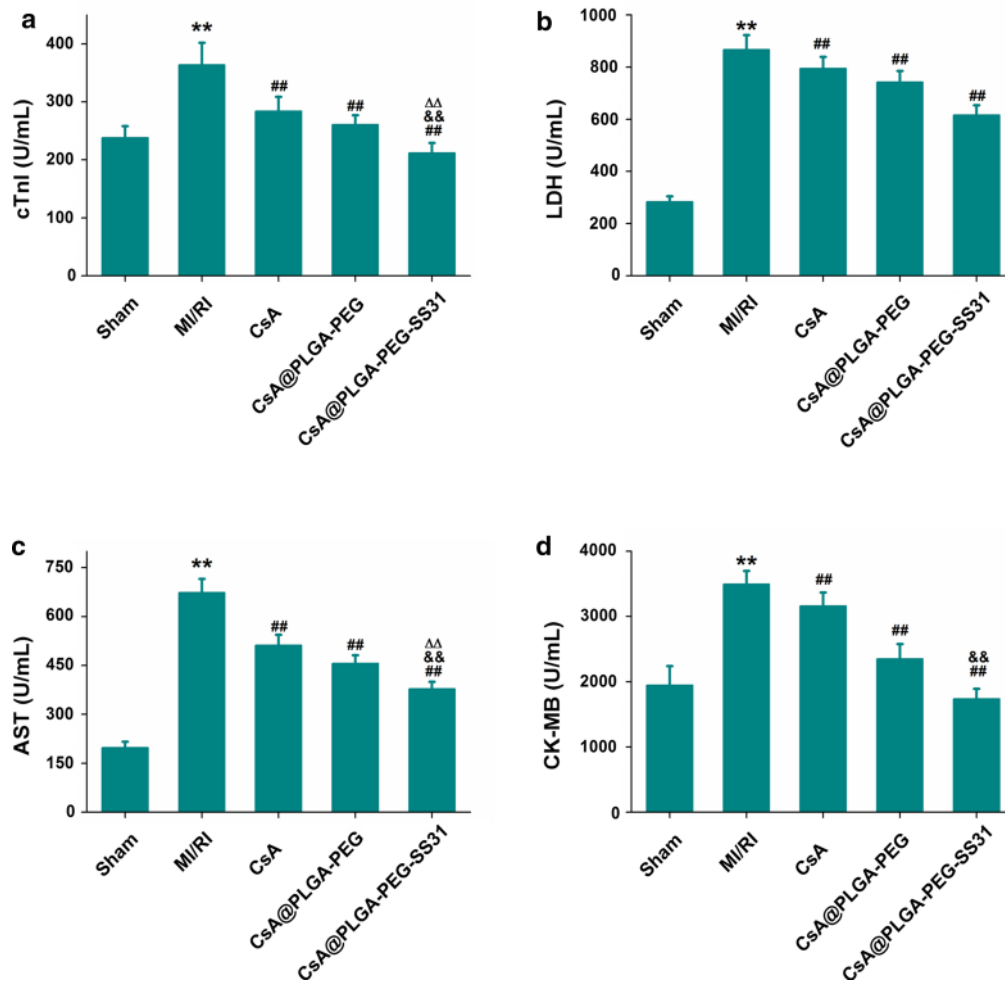 a
cTnI (U/mL)
400
300
200
100
0
**
##
##
ΔΔ
&&
##
Sham
MI/RI
CsA
CsA@PLGA-PEG
CsA@PLGA-PEG-SS31
b
LDH (U/mL)
1000
800
600
400
200
0
**
##
##
##
Sham
MI/RI
CsA
CsA@PLGA-PEG
CsA@PLGA-PEG-SS31
c
AST (U/mL)
750
600
450
300
150
0
**
##
##
ΔΔ
&&
##
Sham
MI/RI
CsA
CsA@PLGA-PEG
CsA@PLGA-PEG-SS31
d
CK-MB (U/mL)
4000
3000
2000
1000
0
**
##
##
&&
##
Sham
MI/RI
CsA
CsA@PLGA-PEG
CsA@PLGA-PEG-SS31